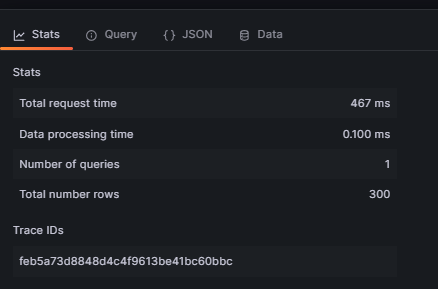 Stats Query {} JSON Data
Stats
Total request time 467 ms
Data processing time 0.100 ms
Number of queries 1
Total number rows 300
Trace IDs
feb5a73d8848d4c4f9613be41bc60bbc